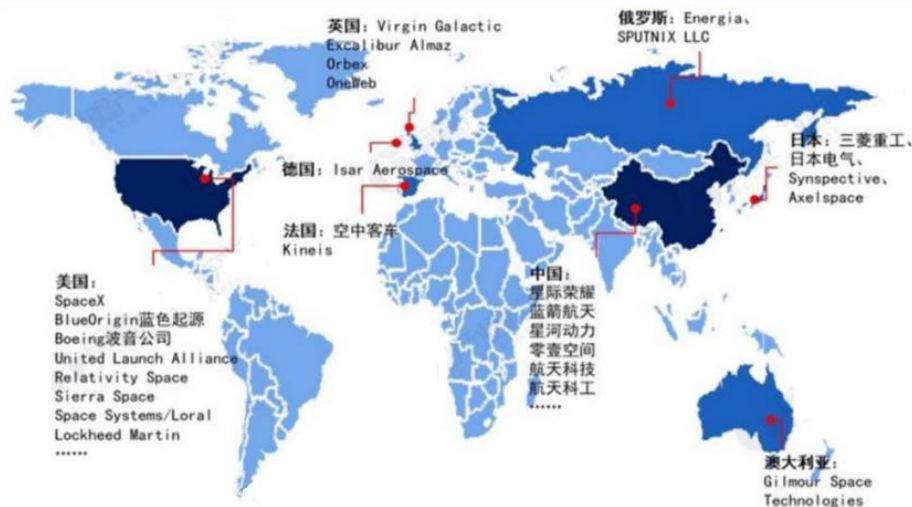 英国：Virgin Galactic
Excalibur Almaz
Orbex
OneWeb
俄罗斯：Energia、
SPUTNIX LLC
日本：三菱重工、
日本电气、
Synspective、
Axelspace
德国：Isar Aerospace
法国：空中客车
Kineis
美国：
SpaceX
BlueOrigin蓝色起源
Boeing波音公司
United Launch Alliance
Relativity Space
Sierra Space
Space Systems/Loral
Lockheed Martin
……
中国：
星际荣耀
蓝箭航天
星河动力
零壹空间
航天科技
航天科工
……
澳大利亚：
Gilmour Space
Technologies